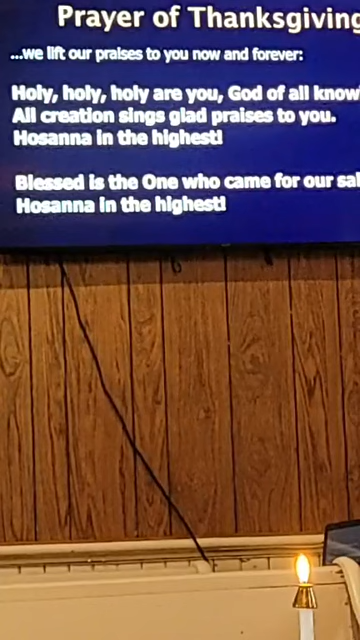 Prayer of Thanksgiving
...we lift our praises to you now and forever:
Holy, holy, holy are you, God of all know
All creation sings glad praises to you.
Hosanna in the highest!
Blessed is the One who came for our sal
Hosanna in the highest!